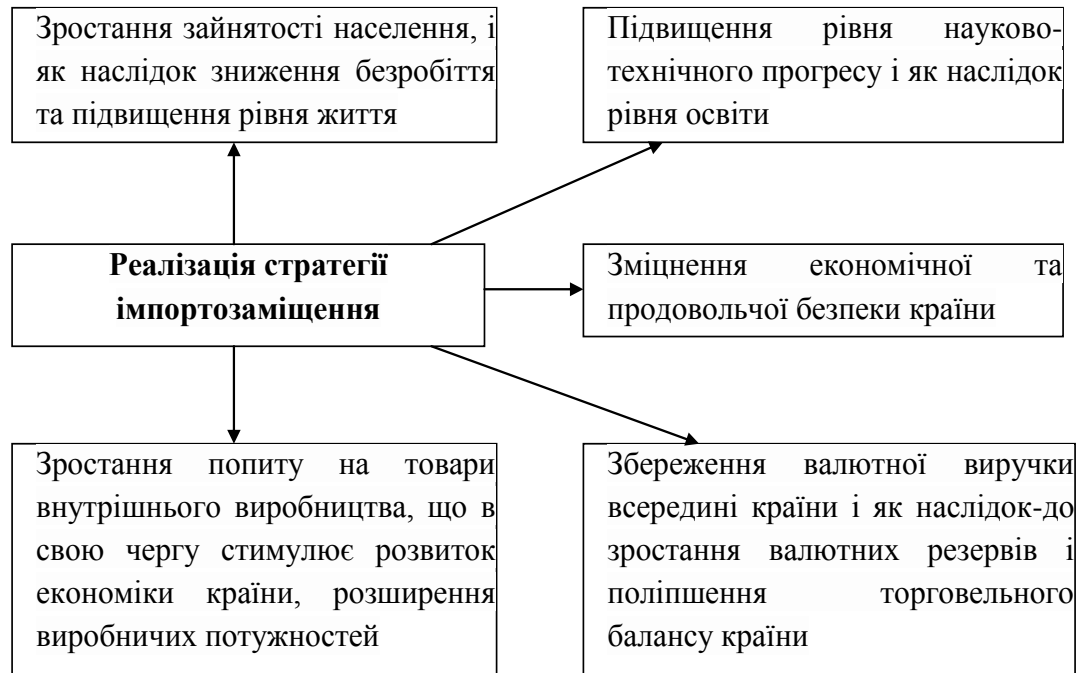 Зростання зайнятості населення, і
як наслідок зниження безробіття
та підвищення рівня життя
Підвищення рівня науково-
технічного прогресу і як наслідок
рівня освіти
Реалізація стратегії
імпортозаміщення
Зміцнення економічної та
продовольчої безпеки країни
Зростання попиту на товари
внутрішнього виробництва, що в
свою чергу стимулює розвиток
економіки країни, розширення
виробничих потужностей
Збереження валютної виручки
всередині країни і як наслідок-до
зростання валютних резервів і
поліпшення торговельного
балансу країни